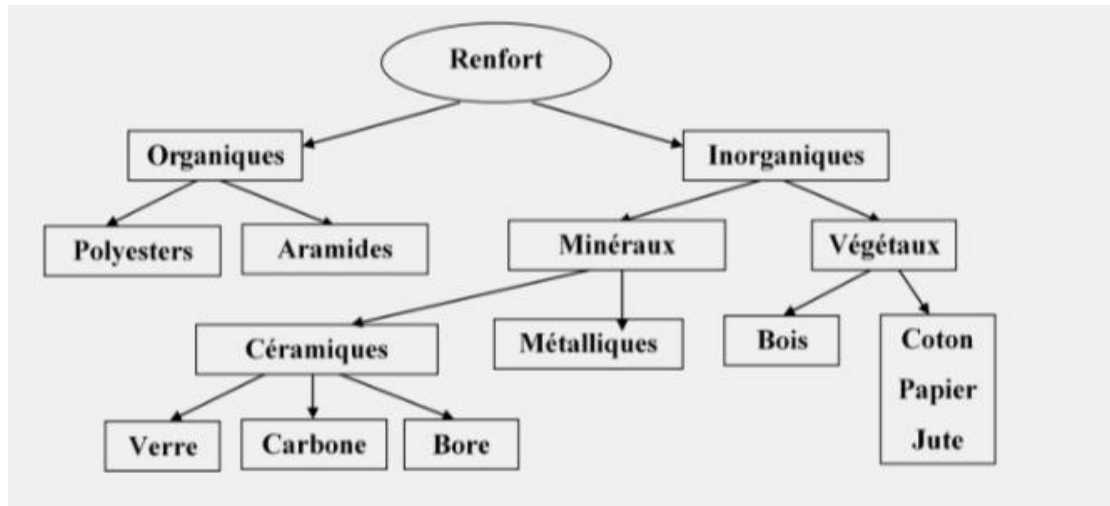 Renfort
Organiques
Inorganiques
Polyesters
Aramides
Minéraux
Végétaux
Céramiques
Métalliques
Bois
Coton
Papier
Jute
Verre
Carbone
Bore